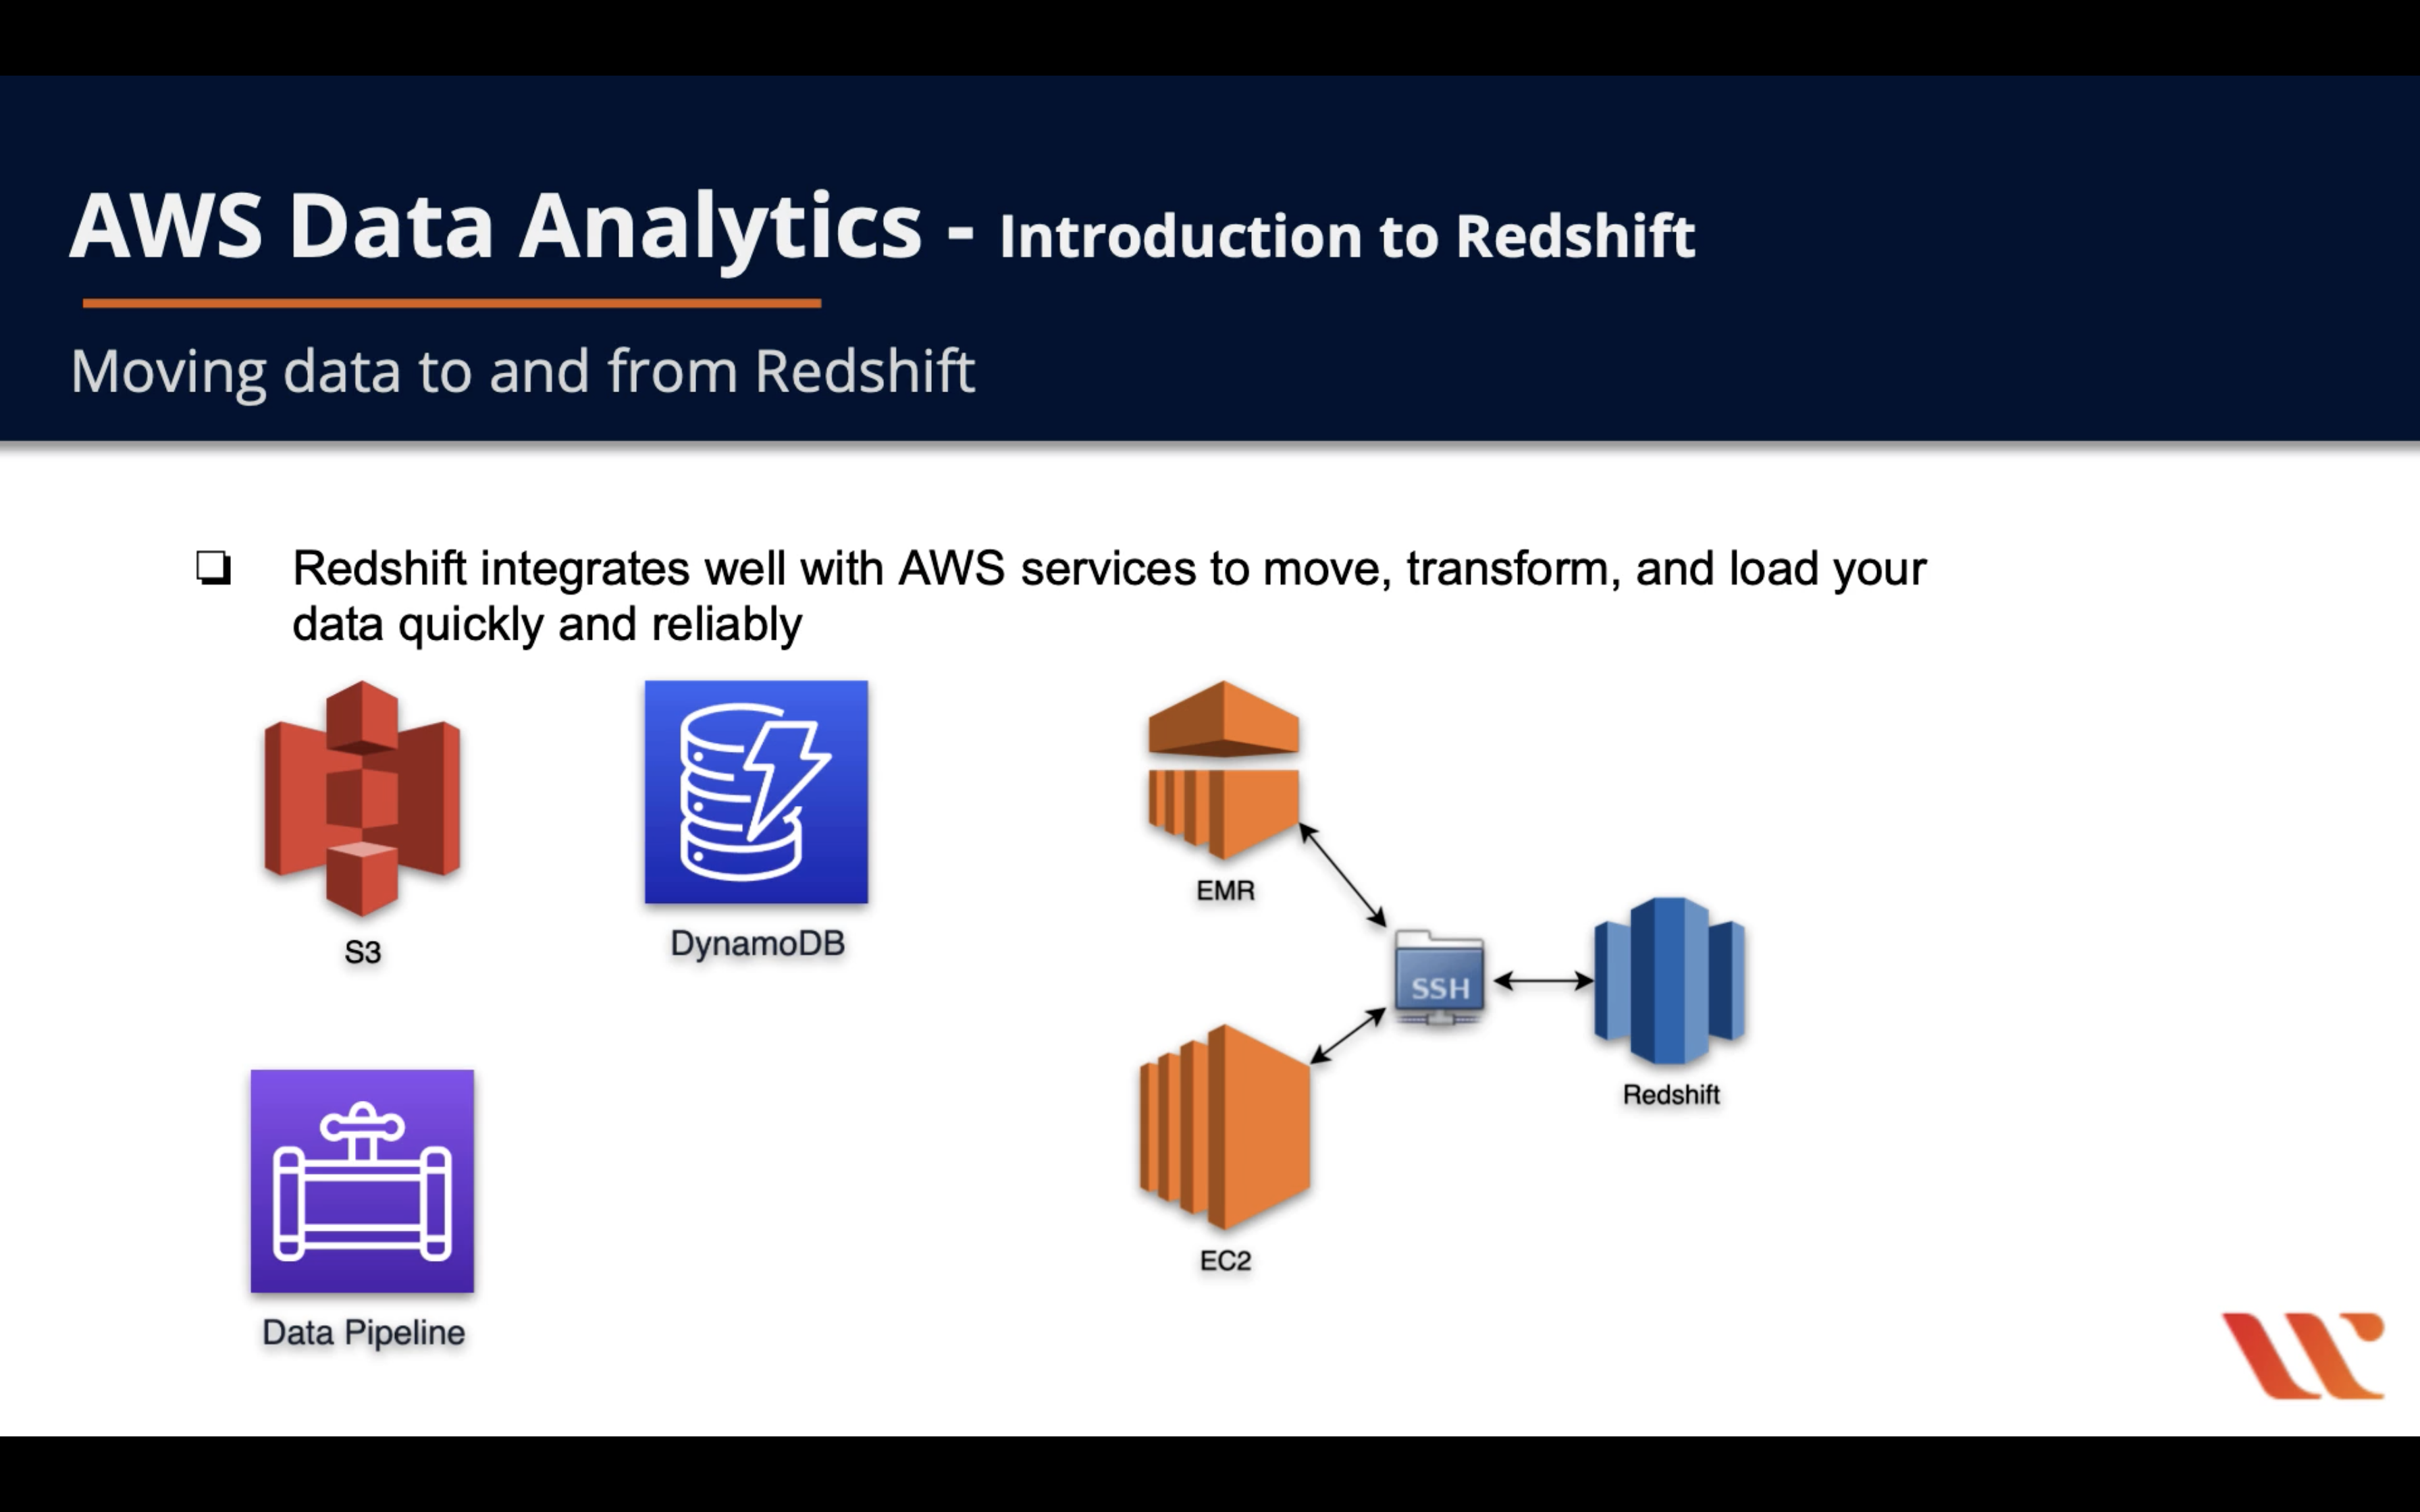 AWS Data Analytics - Introduction to Redshift
Moving data to and from Redshift
Redshift integrates well with AWS services to move, transform, and load your
data quickly and reliably
S3
DynamoDB
EMR
SSH
Redshift
EC2
Data Pipeline